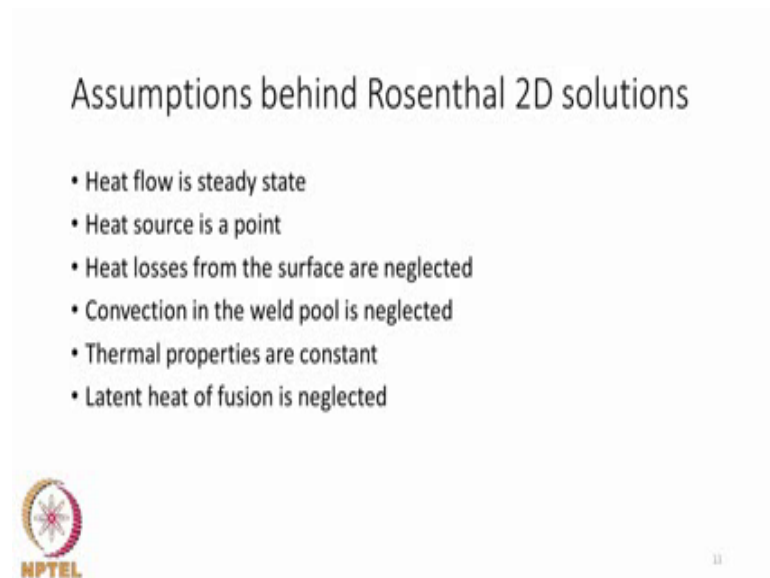 Assumptions behind Rosenthal 2D solutions
• Heat flow is steady state
• Heat source is a point
• Heat losses from the surface are neglected
• Convection in the weld pool is neglected
• Thermal properties are constant
• Latent heat of fusion is neglected
NPTEL
11